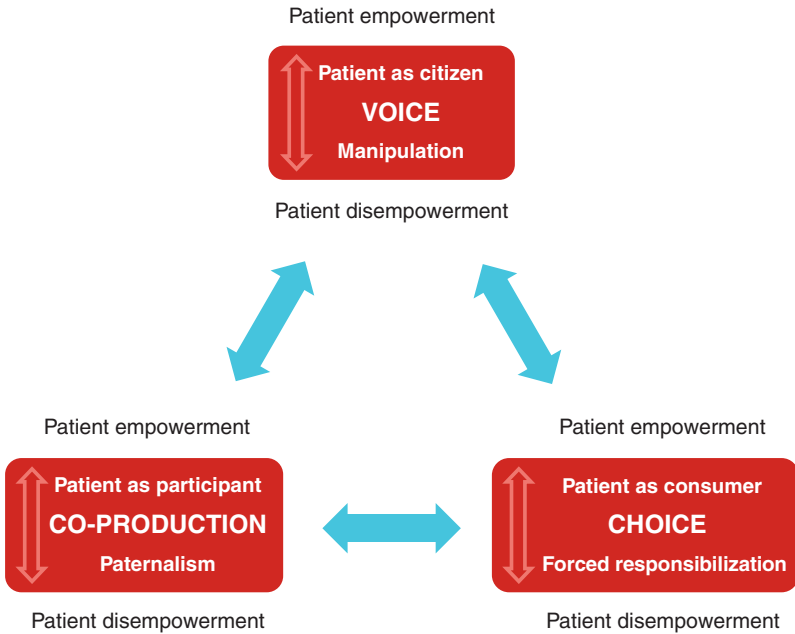 Patient empowerment
Patient as citizen
VOICE
Manipulation
Patient disempowerment
Patient empowerment
Patient as participant
CO-PRODUCTION
Paternalism
Patient disempowerment
Patient empowerment
Patient as consumer
CHOICE
Forced responsibilization
Patient disempowerment